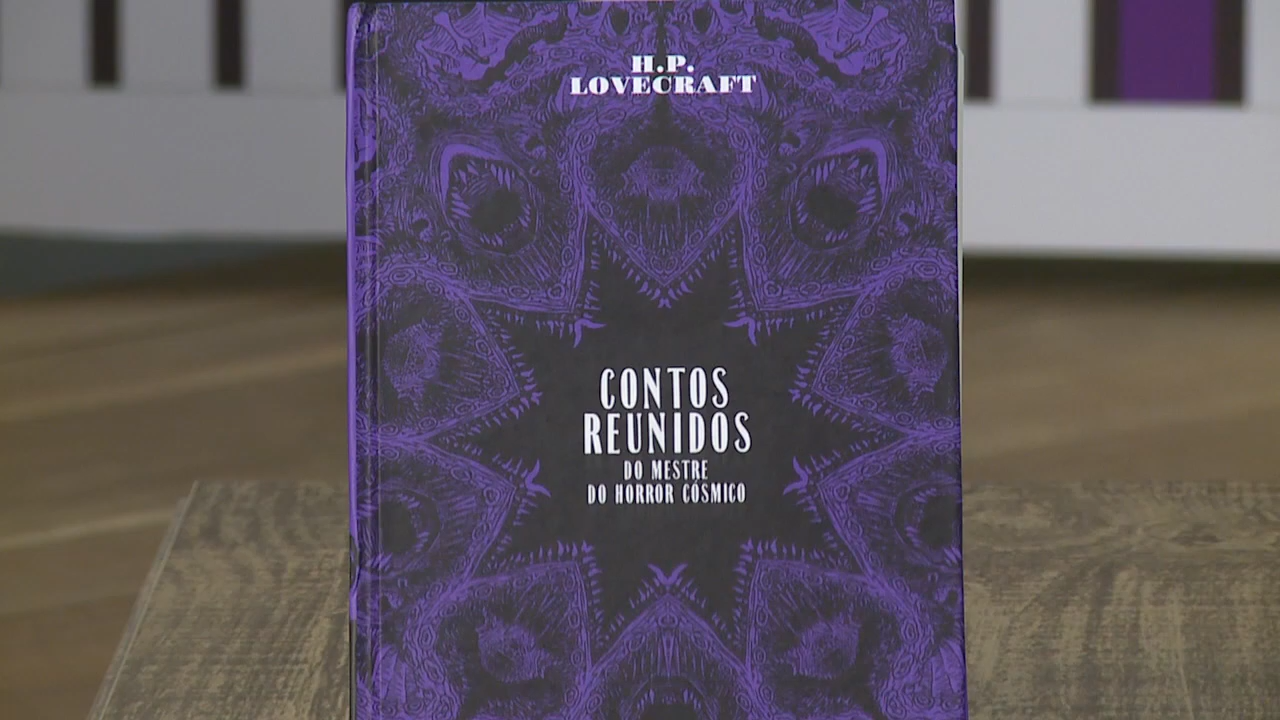 H.P.
LOVECRAFT
CONTOS
REUNIDOS
DO MESTRE
DO HORROR CÓSMICO